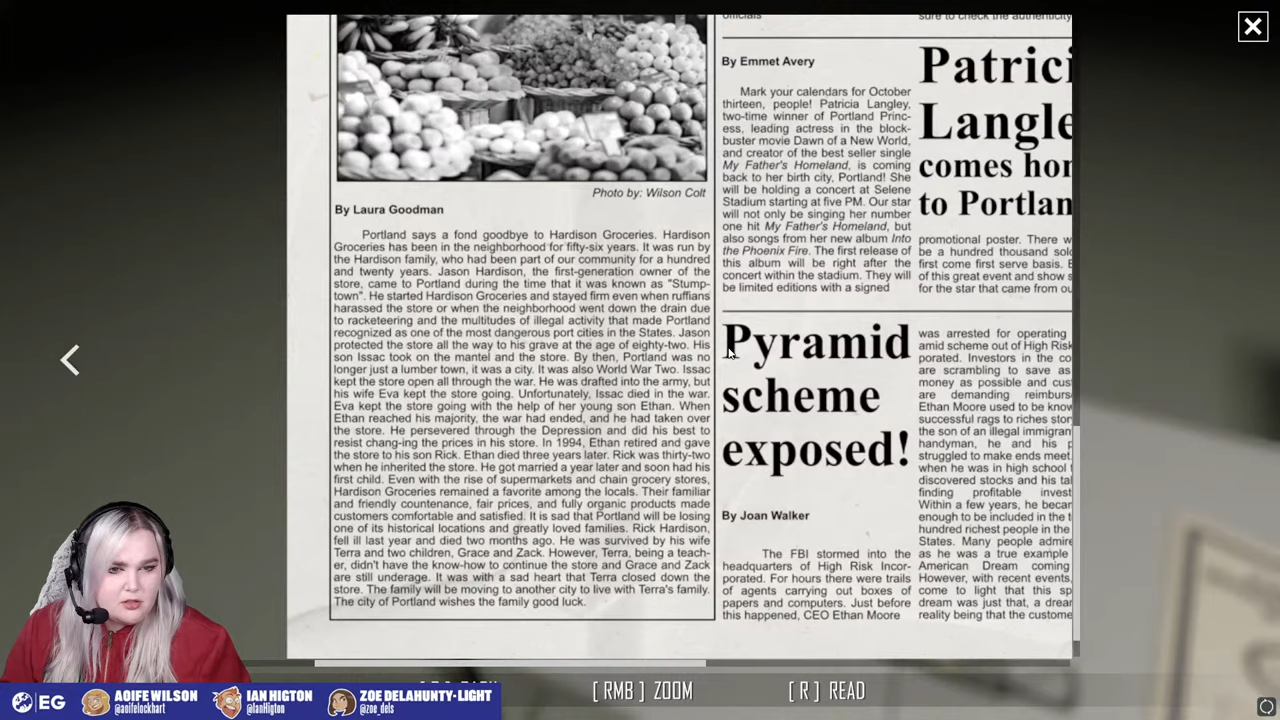 officials
sure to check the authenticity
Photo by: Wilson Colt
By Laura Goodman
Portland says a fond goodbye to Hardison Groceries. Hardison
Groceries has been in the neighborhood for fifty-six years. It was run by
the Hardison family, who had been part of our community for a hundred
and twenty years. Jason Hardison, the first-generation owner of the
store, came to Portland during the time that it was known as "Stump-
town". He started Hardison Groceries and stayed firm even when ruffians
harassed the store or when the neighborhood went down the drain due
to racketeering and the multitudes of illegal activity that made Portland
recognized as one of the most dangerous port cities in the States. Jason
protected the store all the way to his grave at the age of eighty-two. His
son Issac took on the mantel and the store. By then, Portland was no
longer just a lumber town, it was a city. It was also World War Two. Issac
kept the store open all through the war. He was drafted into the army, but
his wife Eva kept the store going. Unfortunately, Issac died in the war.
Eva kept the store going with the help of her young son Ethan. When
Ethan reached his majority, the war had ended, and he had taken over
the store. He persevered through the Depression and did his best to
resist chang-ing the prices in his store. In 1994, Ethan retired and gave
the store to his son Rick. Ethan died three years later. Rick was thirty-two
when he inherited the store. He got married a year later and soon had his
first child. Even with the rise of supermarkets and chain grocery stores,
Hardison Groceries remained a favorite among the locals. Their familiar
and friendly countenance, fair prices, and fully organic products made
customers comfortable and satisfied. It is sad that Portland will be losing
one of its historical locations and greatly loved families. Rick Hardison,
fell ill last year and died two months ago. He was survived by his wife
Terra and two children, Grace and Zack. However, Terra, being a teach-
er, didn't have the know-how to continue the store and Grace and Zack
are still underage. It was with a sad heart that Terra closed down the
store. The family will be moving to another city to live with Terra's family.
The city of Portland wishes the family good luck.
By Emmet Avery
Mark your calendars for October
thirteen, people! Patricia Langley,
two-time winner of Portland Princ-
ess, leading actress in the block-
buster movie Dawn of a New World,
and creator of the best seller single
My Father's Homeland, is coming
back to her birth city, Portland! She
will be holding a concert at Selene
Stadium starting at five PM. Our star
will not only be singing her number
one hit My Father's Homeland, but
also songs from her new album Into
the Phoenix Fire. The first release of
this album will be right after the
concert within the stadium. They will
be limited editions with a signed
Patrici
Langle
comes hor
to Portlan
promotional poster. There w
be a hundred thousand solc
first come first serve basis. E
of this great event and show s
for the star that came from ou
Pyramid
scheme
exposed!
By Joan Walker
The FBI stormed into the
headquarters of High Risk Incor-
porated. For hours there were trails
of agents carrying out boxes of
papers and computers. Just before
this happened, CEO Ethan Moore
was arrested for operating
amid scheme out of High Risk
porated. Investors in the co
are scrambling to save as
money as possible and cus
are demanding reimburs
Ethan Moore used to be know
successful rags to riches stor
the son of an illegal immigran
handyman, he and his p
struggled to make ends meet.
when he was in high school t
discovered stocks and his tal
finding profitable invest
Within a few years, he becar
enough to be included in the t
hundred richest people in the
States. Many people admire
as he was a true example
American Dream coming
However, with recent events,
come to light that this sp
dream was just that, a drear
reality being that the custome
[ RMB ] ZOOM
[ R ] READ
EG
AOIFE WILSON
@aoifelockhart
IAN HIGTON
@IanHigton
ZOE DELAHUNTY-LIGHT
@zoe_dels